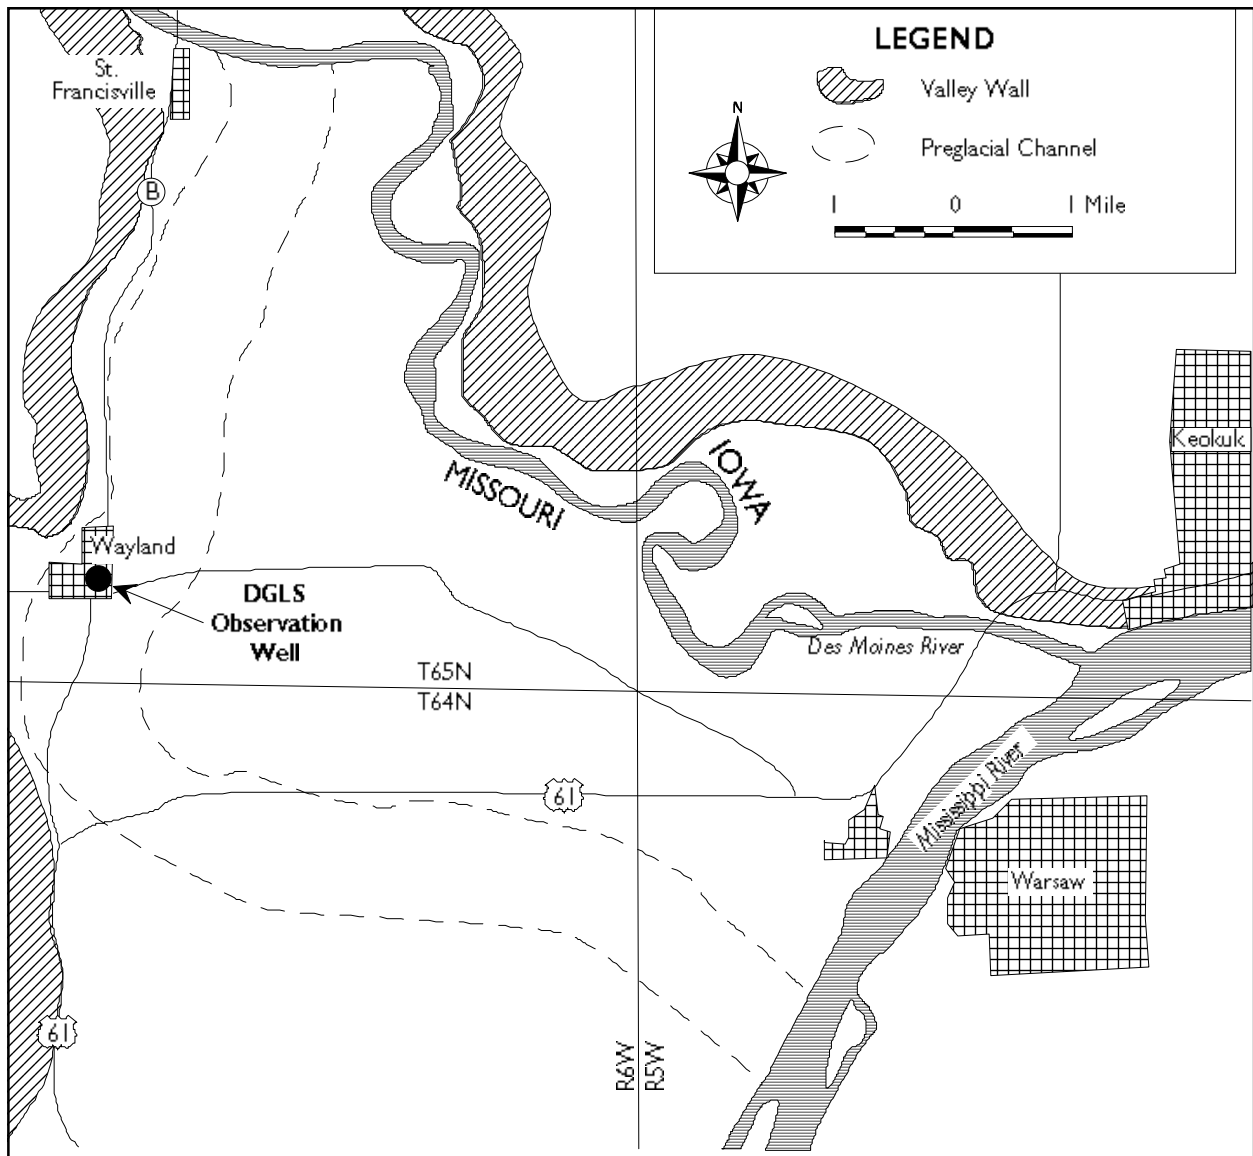 LEGEND
Valley Wall
N
Preglacial Channel
1 0 1 Mile
St.
Francisville
B
Keokuk
IOWA
MISSOURI
Wayland
DGLS
Observation
Well
Des Moines River
T65N
T64N
61
Mississippi River
Warsaw
61
R6W
R5W